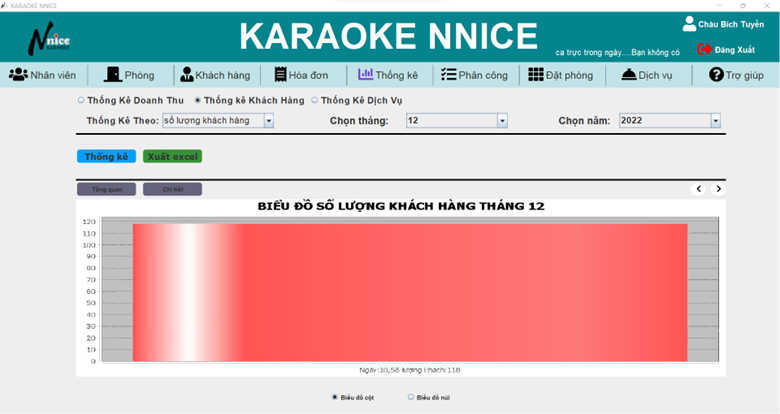 KARAOKE NNICE
Nnice
KARAOKE
KARAOKE NNICE
ca trực trong ngày....Bạn không có
Châu Bích Tuyền
Đăng Xuất
Nhân viên
Phòng
Khách hàng
Hóa đơn
Thống kê
Phân công
Đặt phòng
Dịch vụ
Trợ giúp
Thống Kê Doanh Thu
Thống kê Khách Hàng
Thống Kê Dịch Vụ
Thống Kê Theo:
số lượng khách hàng
Chọn tháng:
12
Chọn năm:
2022
Thống kê
Xuất excel
Tổng quan
Chi tiết
BIỂU ĐỒ SỐ LƯỢNG KHÁCH HÀNG THÁNG 12
120
110
100
90
80
70
60
50
40
30
20
10
0
Ngày:10,Số lượng khách:118
Biểu đồ cột
Biểu đồ núi